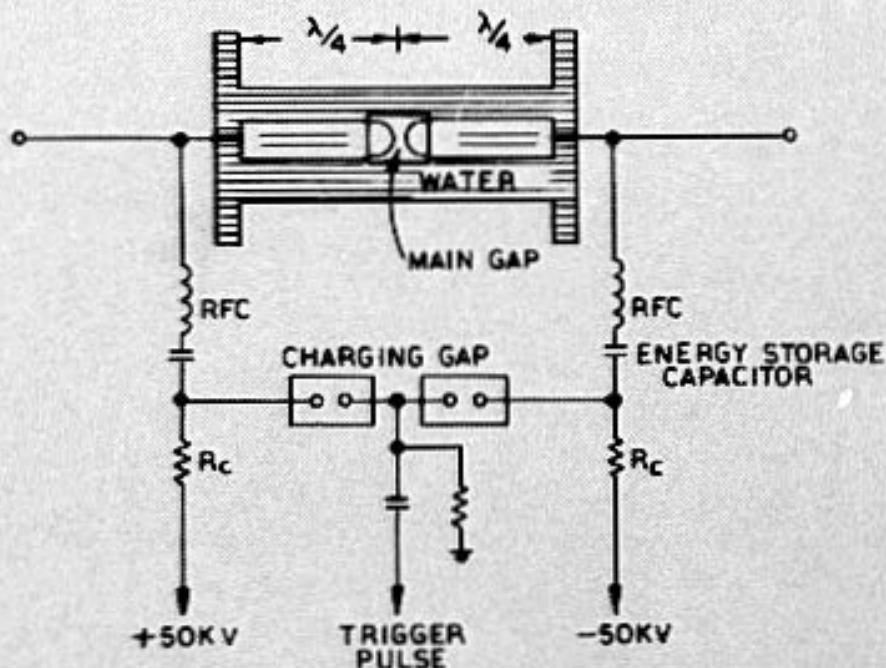 λ/4 λ/4
WATER
MAIN GAP
RFC RFC
CHARGING GAP ENERGY STORAGE
CAPACITOR
Rc Rc
+50KV TRIGGER -50KV
PULSE